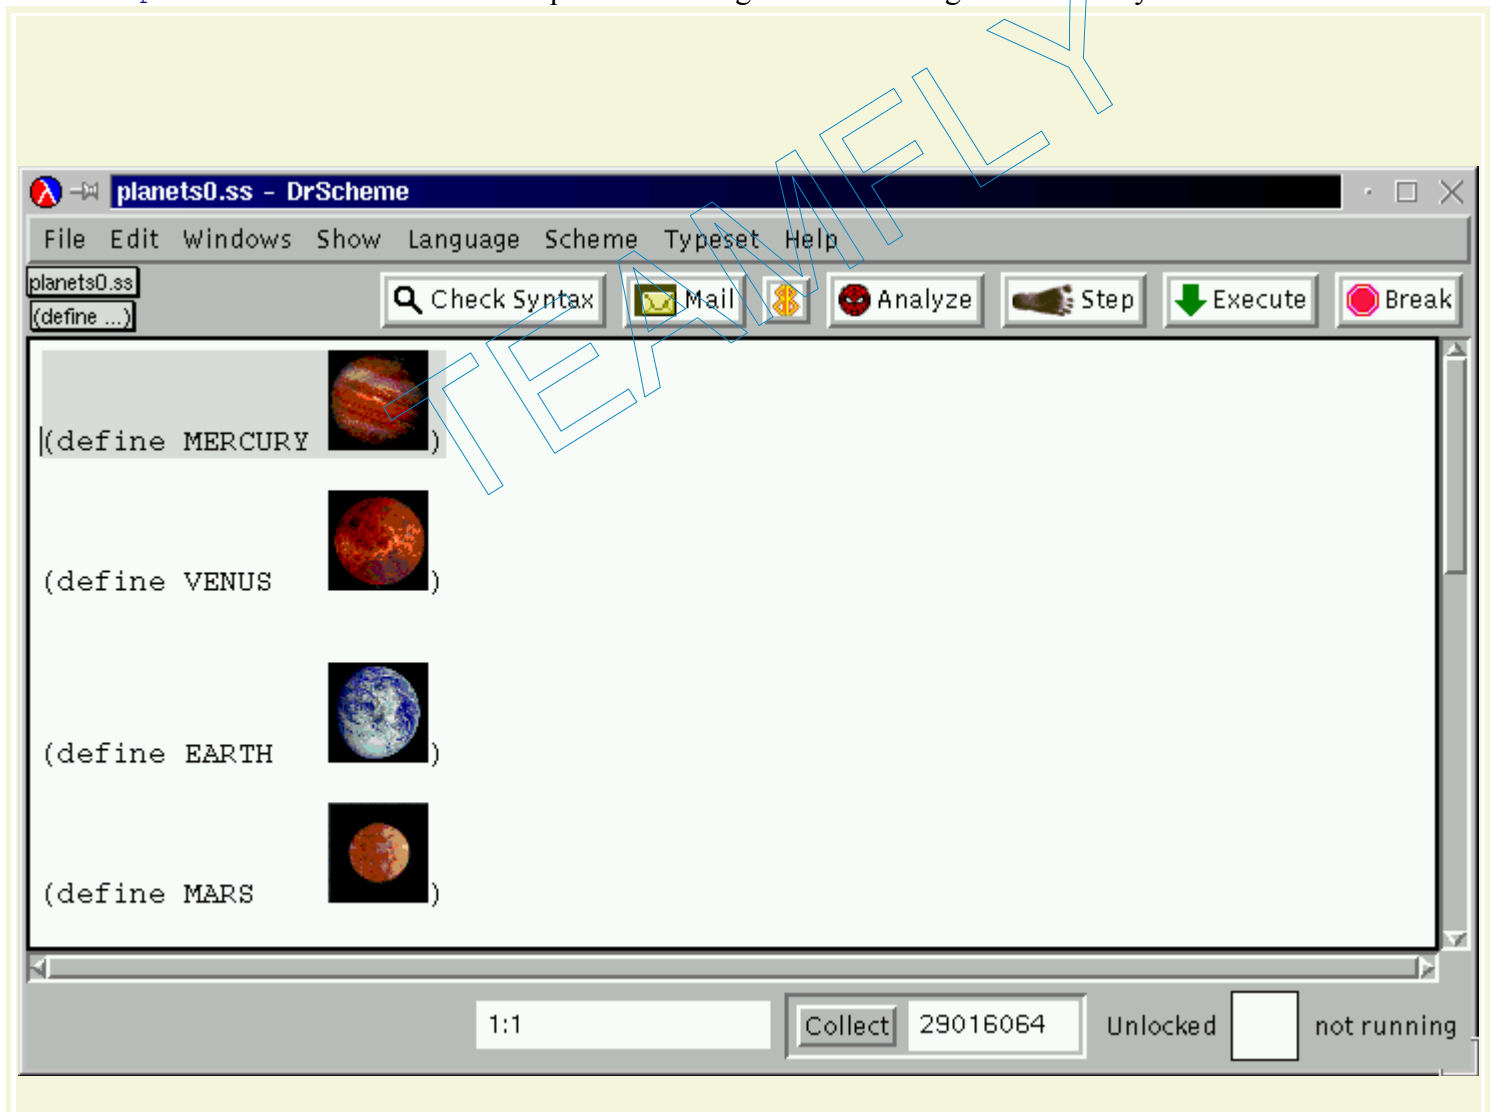 planets0.ss - DrScheme
File Edit Windows Show Language Scheme Typeset Help
planets0.ss
(define ...)
Check Syntax Mail $ Analyze Step Execute Break
(define MERCURY )
(define VENUS )
(define EARTH )
(define MARS )
1:1 Collect 29016064 Unlocked not running
TEAMFLY